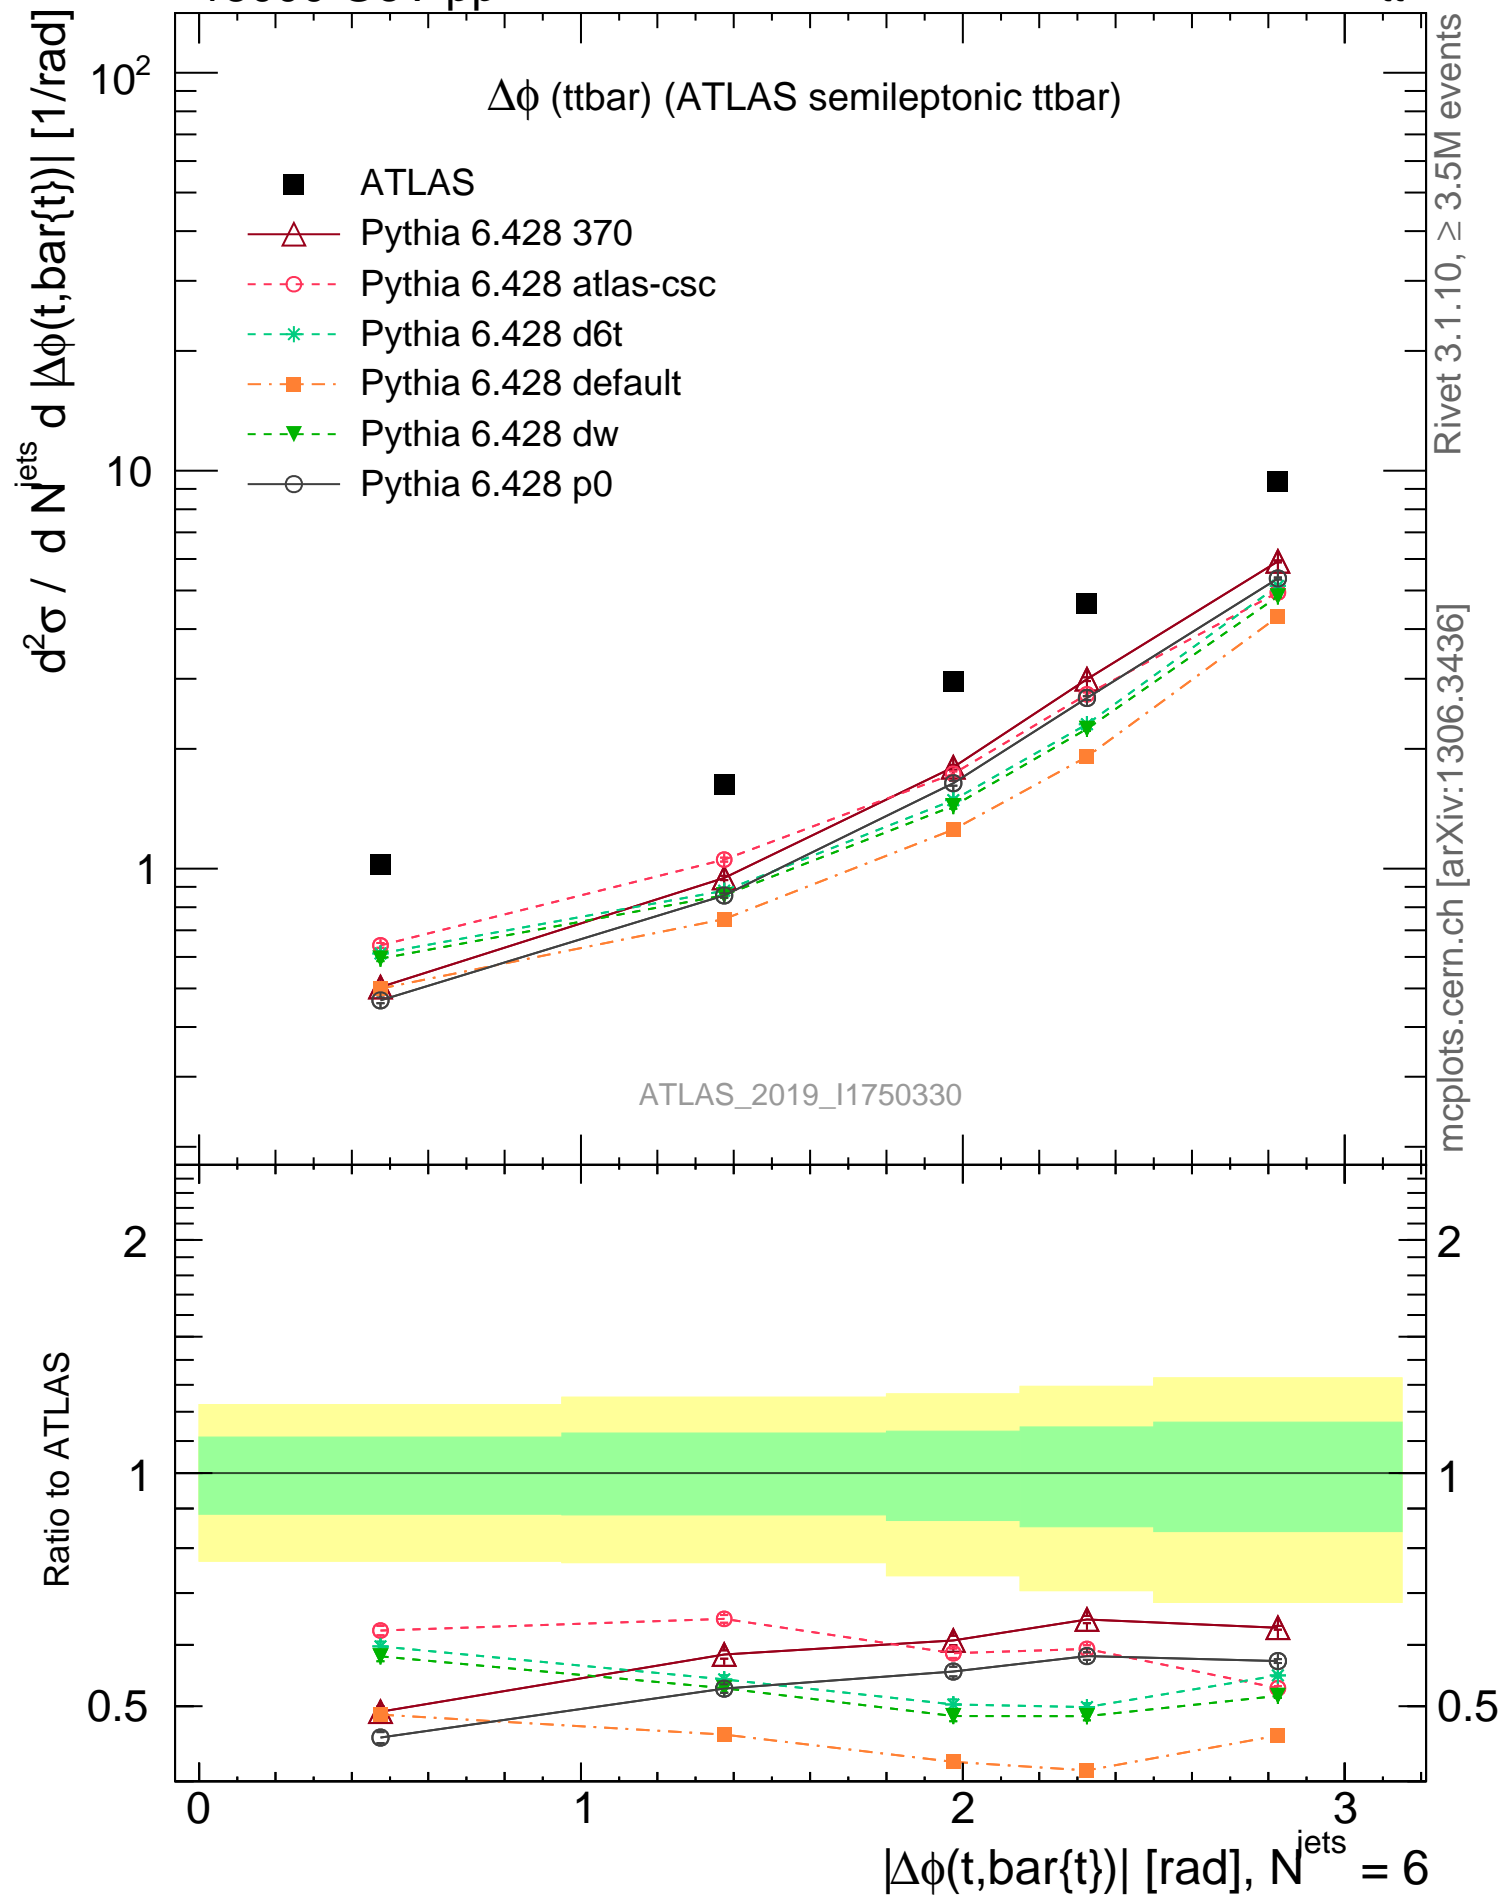 Δϕ (ttbar) (ATLAS semileptonic ttbar)
ATLAS
Pythia 6.428 370
Pythia 6.428 atlas-csc
Pythia 6.428 d6t
Pythia 6.428 default
Pythia 6.428 dw
Pythia 6.428 p0
d²σ / d N^jets d |Δϕ(t,bar{t})| [1/rad]
10²
10
1
ATLAS_2019_I1750330
Rivet 3.1.10, ≥ 3.5M events
mcplots.cern.ch [arXiv:1306.3436]
Ratio to ATLAS
2
1
0.5
2
1
0.5
0 1 2 3
|Δϕ(t,bar{t})| [rad], N^jets = 6